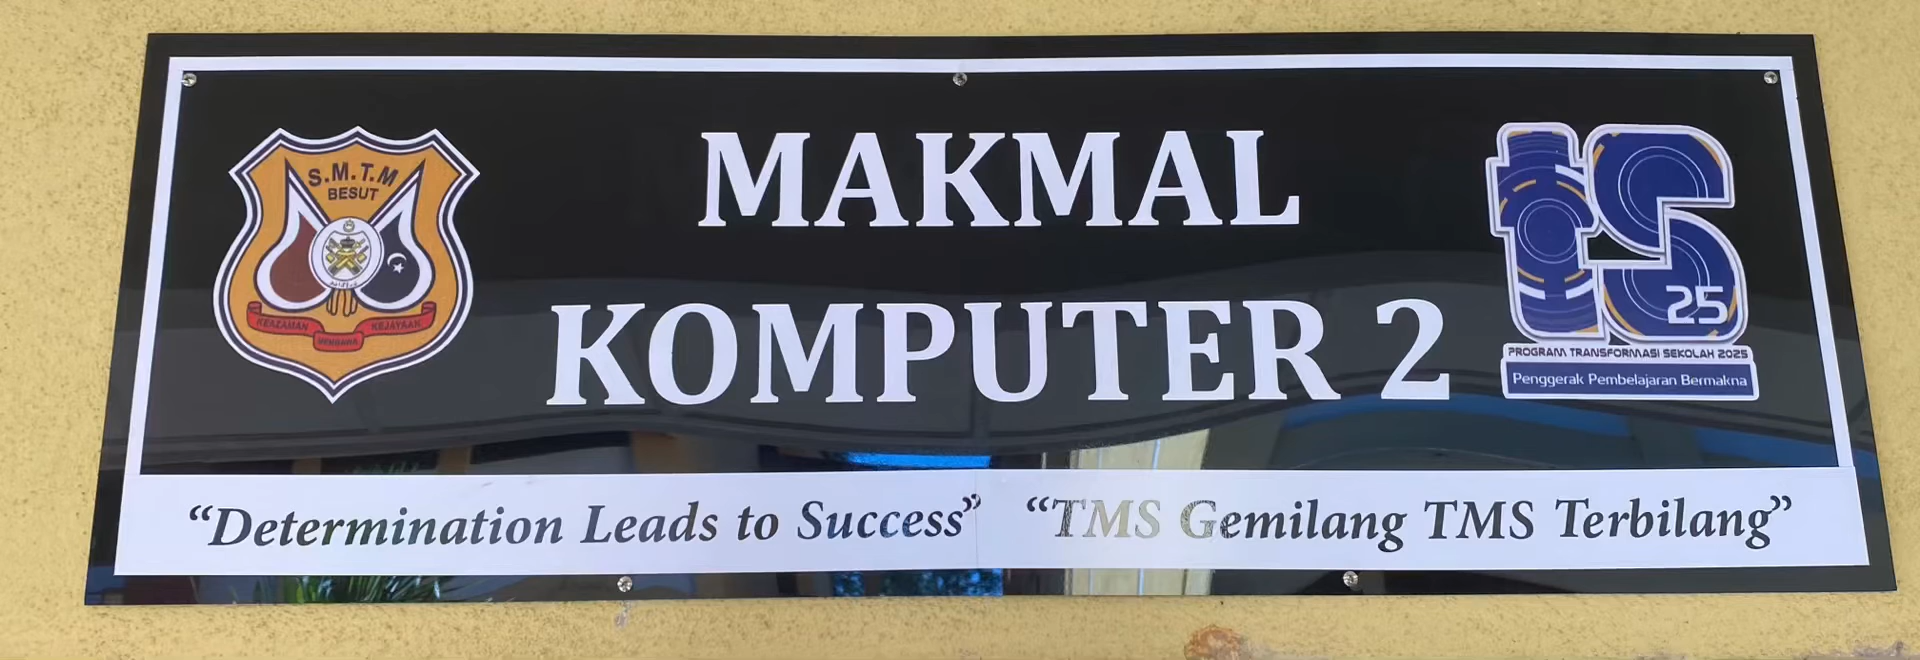 S.M.T.M
BESUT
KEAZAMAN MEMBAWA KEJAYAAN
MAKMAL
KOMPUTER 2
tS
25
PROGRAM TRANSFORMASI SEKOLAH 2025
Penggerak Pembelajaran Bermakna
“Determination Leads to Success” “TMS Gemilang TMS Terbilang”